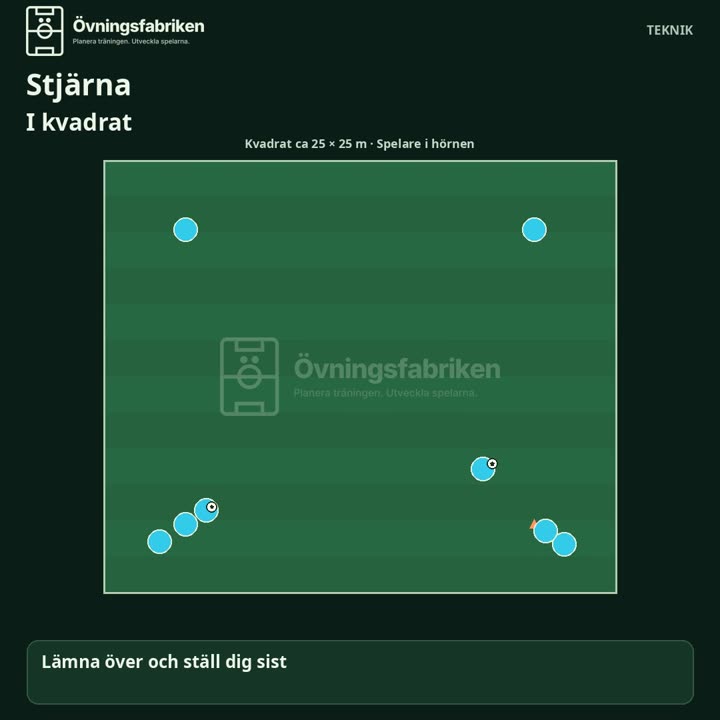 Övningsfabriken
Planera träningen. Utveckla spelarna.
TEKNIK
Stjärna
I kvadrat
Kvadrat ca 25 × 25 m · Spelare i hörnen
Övningsfabriken
Planera träningen. Utveckla spelarna.
Lämna över och ställ dig sist